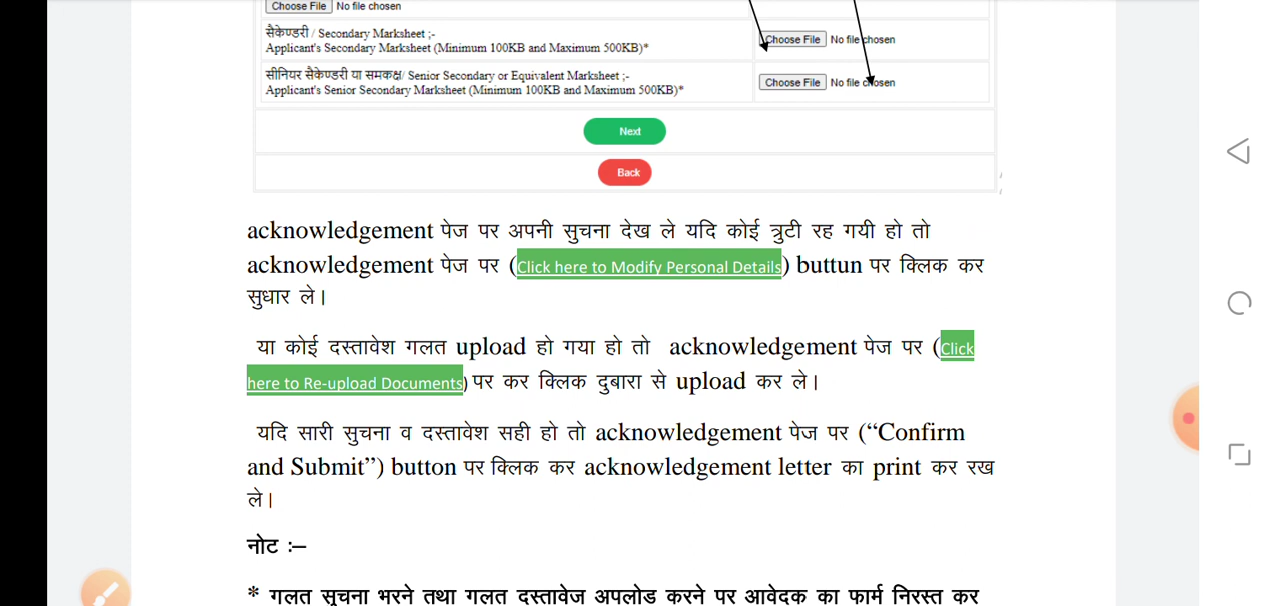 Choose File No file chosen
सैकेण्डरी / Secondary Marksheet ;-
Applicant's Secondary Marksheet (Minimum 100KB and Maximum 500KB)*
Choose File No file chosen
सीनियर सैकेण्डरी या समकक्ष/ Senior Secondary or Equivalent Marksheet ;-
Applicant's Senior Secondary Marksheet (Minimum 100KB and Maximum 500KB)*
Choose File No file chosen
Next
Back
acknowledgement पेज पर अपनी सुचना देख ले यदि कोई त्रुटी रह गयी हो तो
acknowledgement पेज पर (Click here to Modify Personal Details) buttun पर क्लिक कर
सुधार ले।
या कोई दस्तावेश गलत upload हो गया हो तो acknowledgement पेज पर (Click
here to Re-upload Documents) पर कर क्लिक दुबारा से upload कर ले।
यदि सारी सुचना व दस्तावेश सही हो तो acknowledgement पेज पर (“Confirm
and Submit”) button पर क्लिक कर acknowledgement letter का print कर रख
ले।
नोट :–
* गलत सूचना भरने तथा गलत दस्तावेज अपलोड करने पर आवेदक का फार्म निरस्त कर